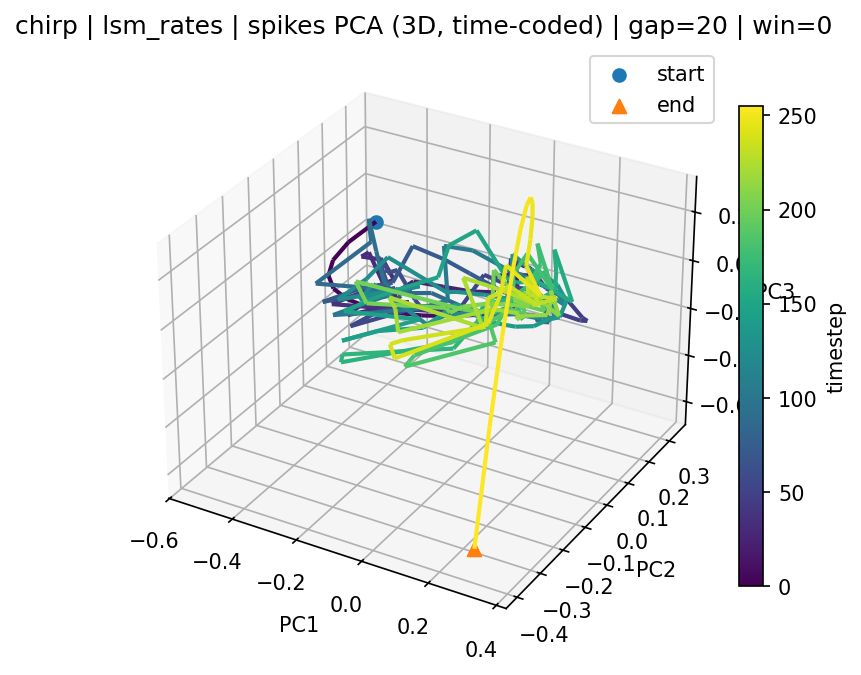 chirp | lsm_rates | spikes PCA (3D, time-coded) | gap=20 | win=0
start
end
250
200
150
100
50
0
timestep
PC3
0.3
0.2
0.1
0.0
−0.1
−0.2
−0.3
−0.4
PC2
−0.6
−0.4
−0.2
0.0
0.2
0.4
PC1